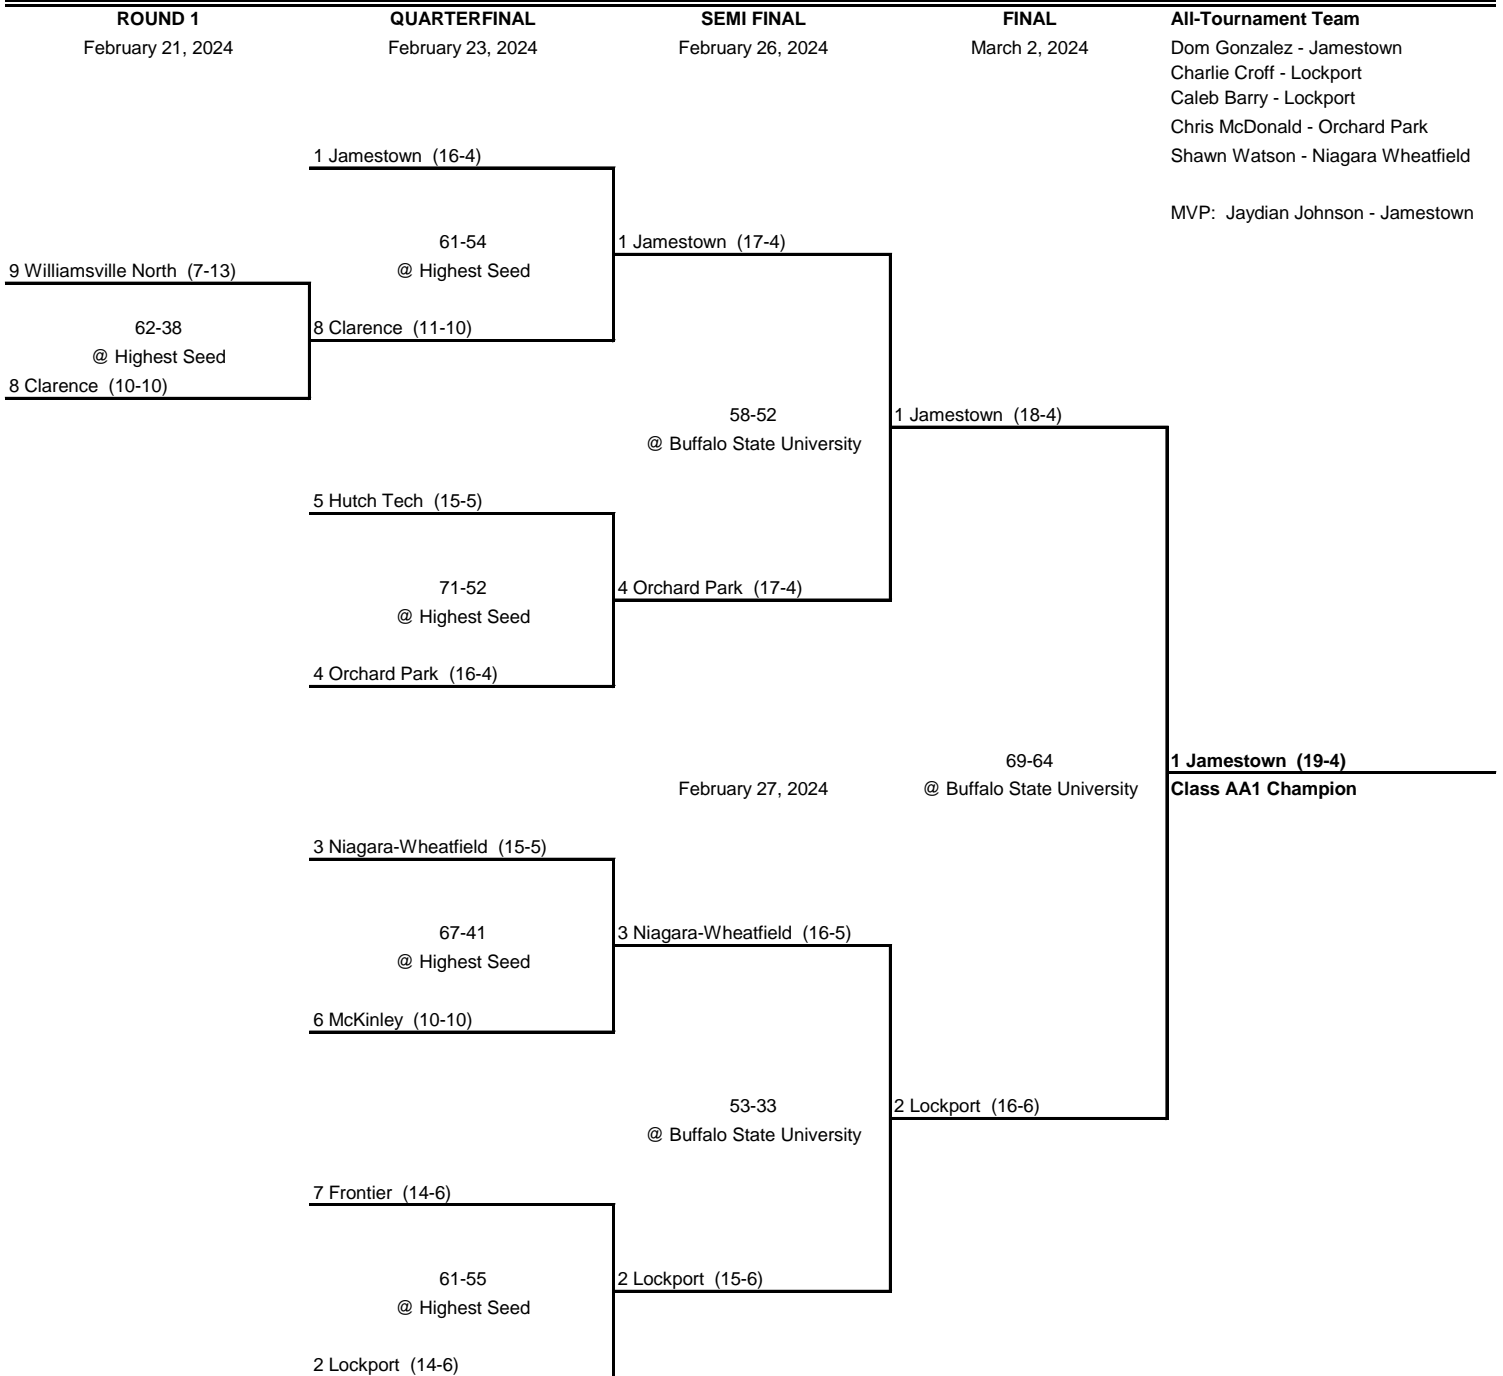 ROUND 1 QUARTERFINAL SEMI FINAL FINAL All-Tournament Team
February 21, 2024 February 23, 2024 February 26, 2024 March 2, 2024 Dom Gonzalez - Jamestown
Charlie Croff - Lockport
Caleb Barry - Lockport
Chris McDonald - Orchard Park
1 Jamestown (16-4) Shawn Watson - Niagara Wheatfield
MVP: Jaydian Johnson - Jamestown
61-54 1 Jamestown (17-4)
9 Williamsville North (7-13) @ Highest Seed
62-38 8 Clarence (11-10)
@ Highest Seed
8 Clarence (10-10)
58-52 1 Jamestown (18-4)
@ Buffalo State University
5 Hutch Tech (15-5)
71-52 4 Orchard Park (17-4)
@ Highest Seed
4 Orchard Park (16-4)
69-64 1 Jamestown (19-4)
February 27, 2024 @ Buffalo State University Class AA1 Champion
3 Niagara-Wheatfield (15-5)
67-41 3 Niagara-Wheatfield (16-5)
@ Highest Seed
6 McKinley (10-10)
53-33 2 Lockport (16-6)
@ Buffalo State University
7 Frontier (14-6)
61-55 2 Lockport (15-6)
@ Highest Seed
2 Lockport (14-6)